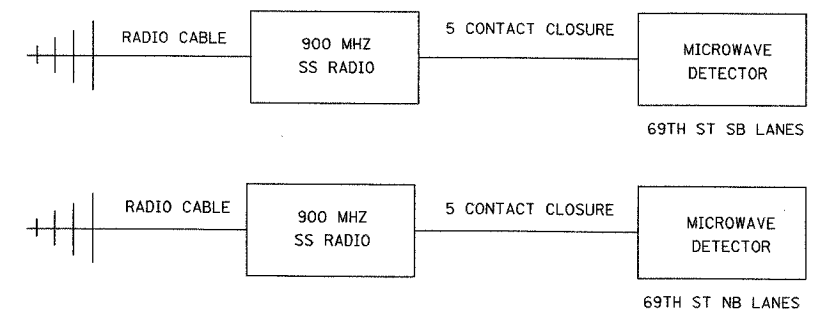 RADIO CABLE
900 MHZ
SS RADIO
5 CONTACT CLOSURE
MICROWAVE
DETECTOR
69TH ST SB LANES
RADIO CABLE
900 MHZ
SS RADIO
5 CONTACT CLOSURE
MICROWAVE
DETECTOR
69TH ST NB LANES